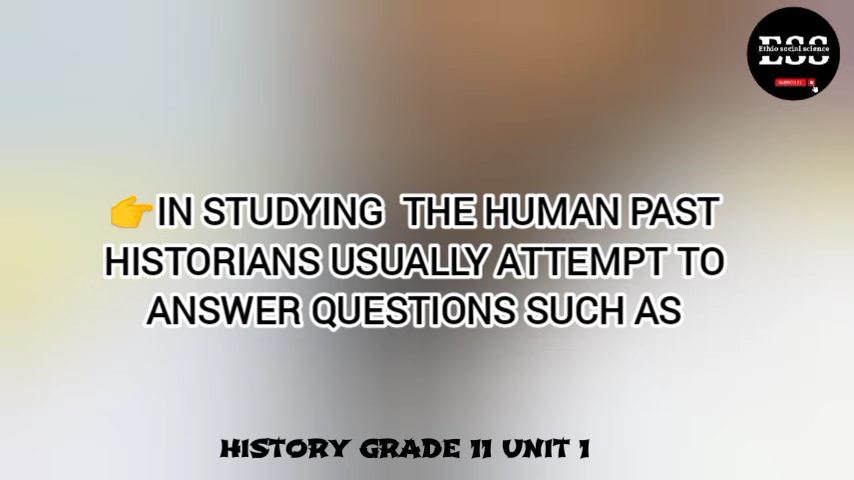 ESS
Ethio social science
👉IN STUDYING THE HUMAN PAST
HISTORIANS USUALLY ATTEMPT TO
ANSWER QUESTIONS SUCH AS
HISTORY GRADE 11 UNIT 1